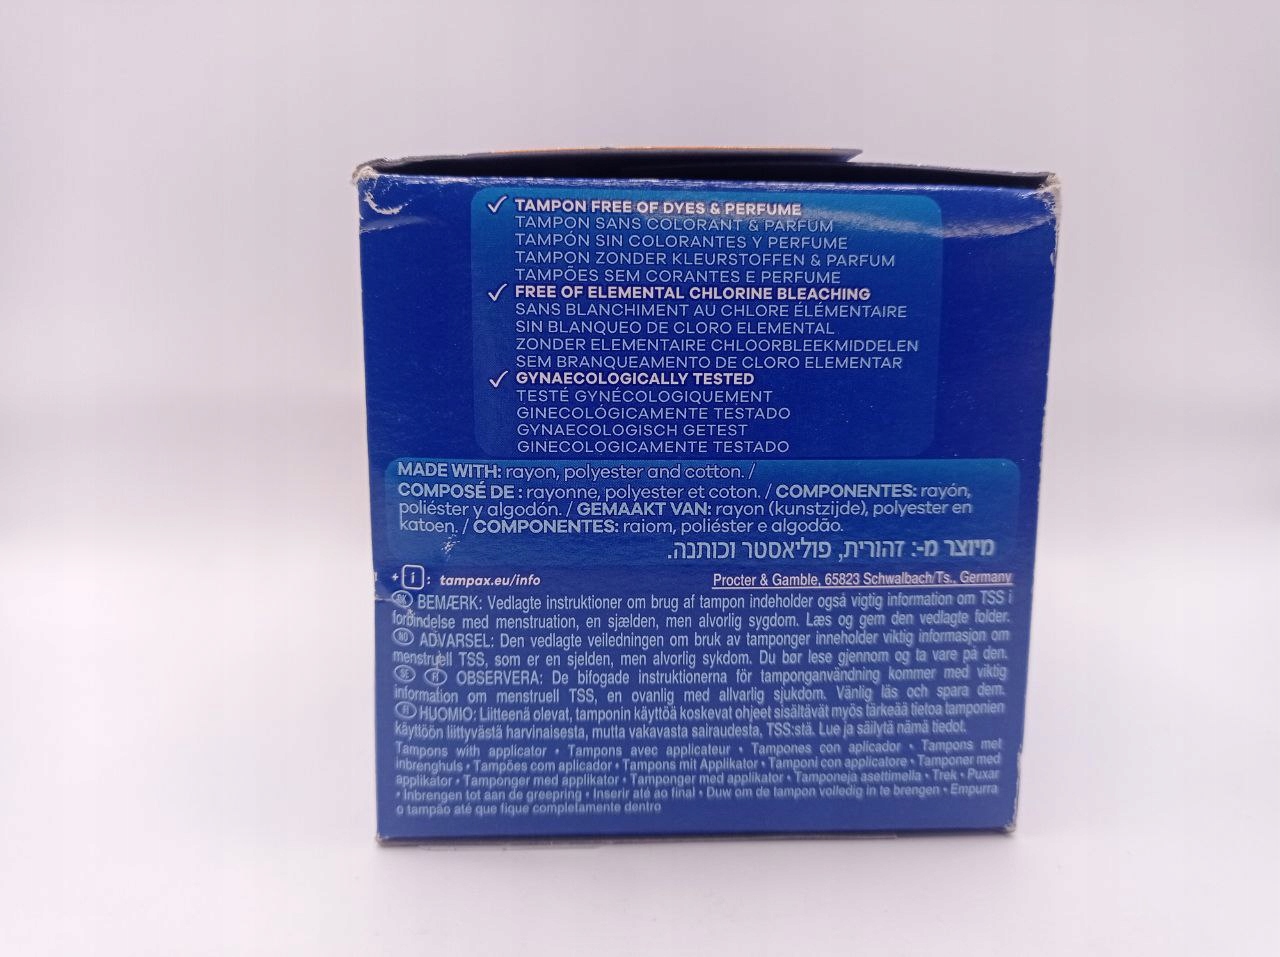 TAMPON FREE OF DYES & PERFUME
TAMPON SANS COLORANT & PARFUM
TAMPÓN SIN COLORANTES Y PERFUME
TAMPON ZONDER KLEURSTOFFEN & PARFUM
TAMPÕES SEM CORANTES E PERFUME
FREE OF ELEMENTAL CHLORINE BLEACHING
SANS BLANCHIMENT AU CHLORE ÉLÉMENTAIRE
SIN BLANQUEO DE CLORO ELEMENTAL
ZONDER ELEMENTAIRE CHLOORBLEEKMIDDELEN
SEM BRANQUEAMENTO DE CLORO ELEMENTAR
GYNAECOLOGICALLY TESTED
TESTÉ GYNÉCOLOGIQUEMENT
GINECOLÓGICAMENTE TESTADO
GYNAECOLOGISCH GETEST
GINECOLOGICAMENTE TESTADO
MADE WITH: rayon, polyester and cotton. /
COMPOSÉ DE : rayonne, polyester et coton. / COMPONENTES: rayón,
poliéster y algodón. / GEMAAKT VAN: rayon (kunstzijde), polyester en
katoen. / COMPONENTES: raiom, poliéster e algodão.
מיוצר מ-: זהורית, פוליאסטר וכותנה.
+ i : tampax.eu/info
Procter & Gamble, 65823 Schwalbach/Ts., Germany
DK BEMÆRK: Vedlagte instruktioner om brug af tampon indeholder også vigtig information om TSS i
forbindelse med menstruation, en sjælden, men alvorlig sygdom. Læs og gem den vedlagte folder.
NO ADVARSEL: Den vedlagte veiledningen om bruk av tamponger inneholder viktig informasjon om
menstruell TSS, som er en sjelden, men alvorlig sykdom. Du bør lese gjennom og ta vare på den.
SE FI OBSERVERA: De bifogade instruktionerna för tamponganvändning kommer med viktig
information om menstruell TSS, en ovanlig med allvarlig sjukdom. Vänlig läs och spara dem.
FI HUOMIO: Liitteenä olevat, tamponin käyttöä koskevat ohjeet sisältävät myös tärkeää tietoa tamponien
käyttöön liittyvästä harvinaisesta, mutta vakavasta sairaudesta, TSS:stä. Lue ja säilytä nämä tiedot.
Tampons with applicator • Tampons avec applicateur • Tampones con aplicador • Tampons met
inbrenghuls • Tampões com aplicador • Tampons mit Applikator • Tamponi con applicatore • Tamponer med
applikator • Tamponger med applikator • Tamponger med applikator • Tamponeja asettimella • Trek • Puxar
• Inbrengen tot aan de greepring • Inserir até ao final • Duw om de tampon volledig in te brengen • Empurra
o tampão até que fique completamente dentro